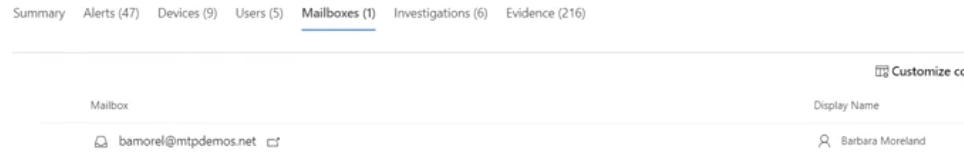 Summary Alerts (47) Devices (9) Users (5) Mailboxes (1) Investigations (6) Evidence (216)
Customize co
Mailbox Display Name
bamorel@mtpdemos.net Barbara Moreland